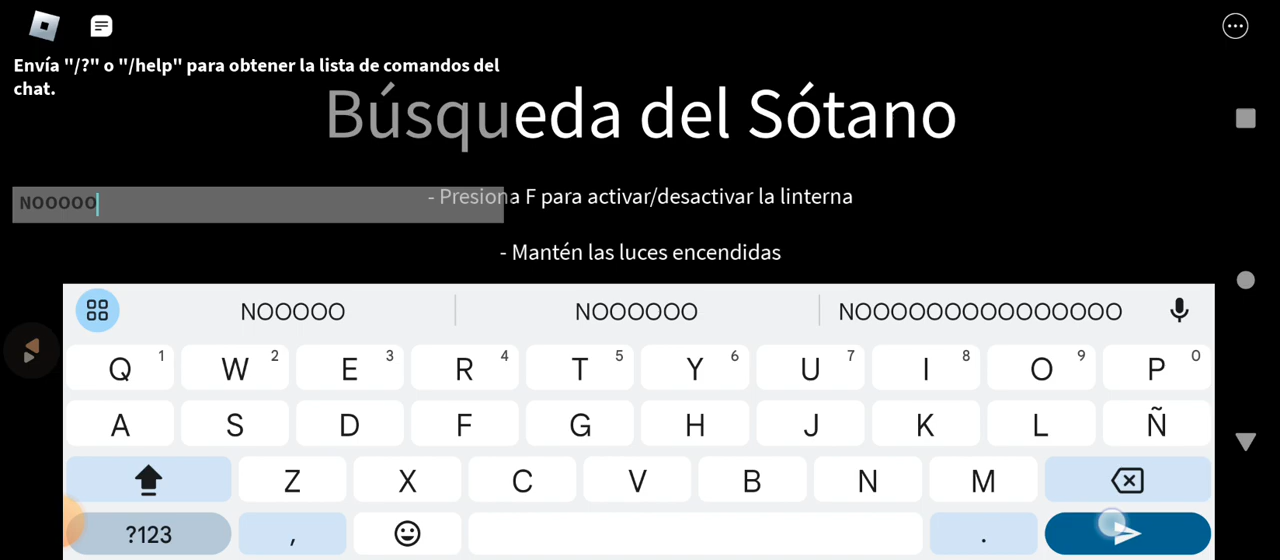 Envía "/?" o "/help" para obtener la lista de comandos del
chat.
Búsqueda del Sótano
NOOOOO
- Presiona F para activar/desactivar la linterna
- Mantén las luces encendidas
NOOOOO NOOOOOO NOOOOOOOOOOOOOOO
Q 1 W 2 E 3 R 4 T 5 Y 6 U 7 I 8 O 9 P 0
A S D F G H J K L Ñ
Z X C V B N M
?123 , .